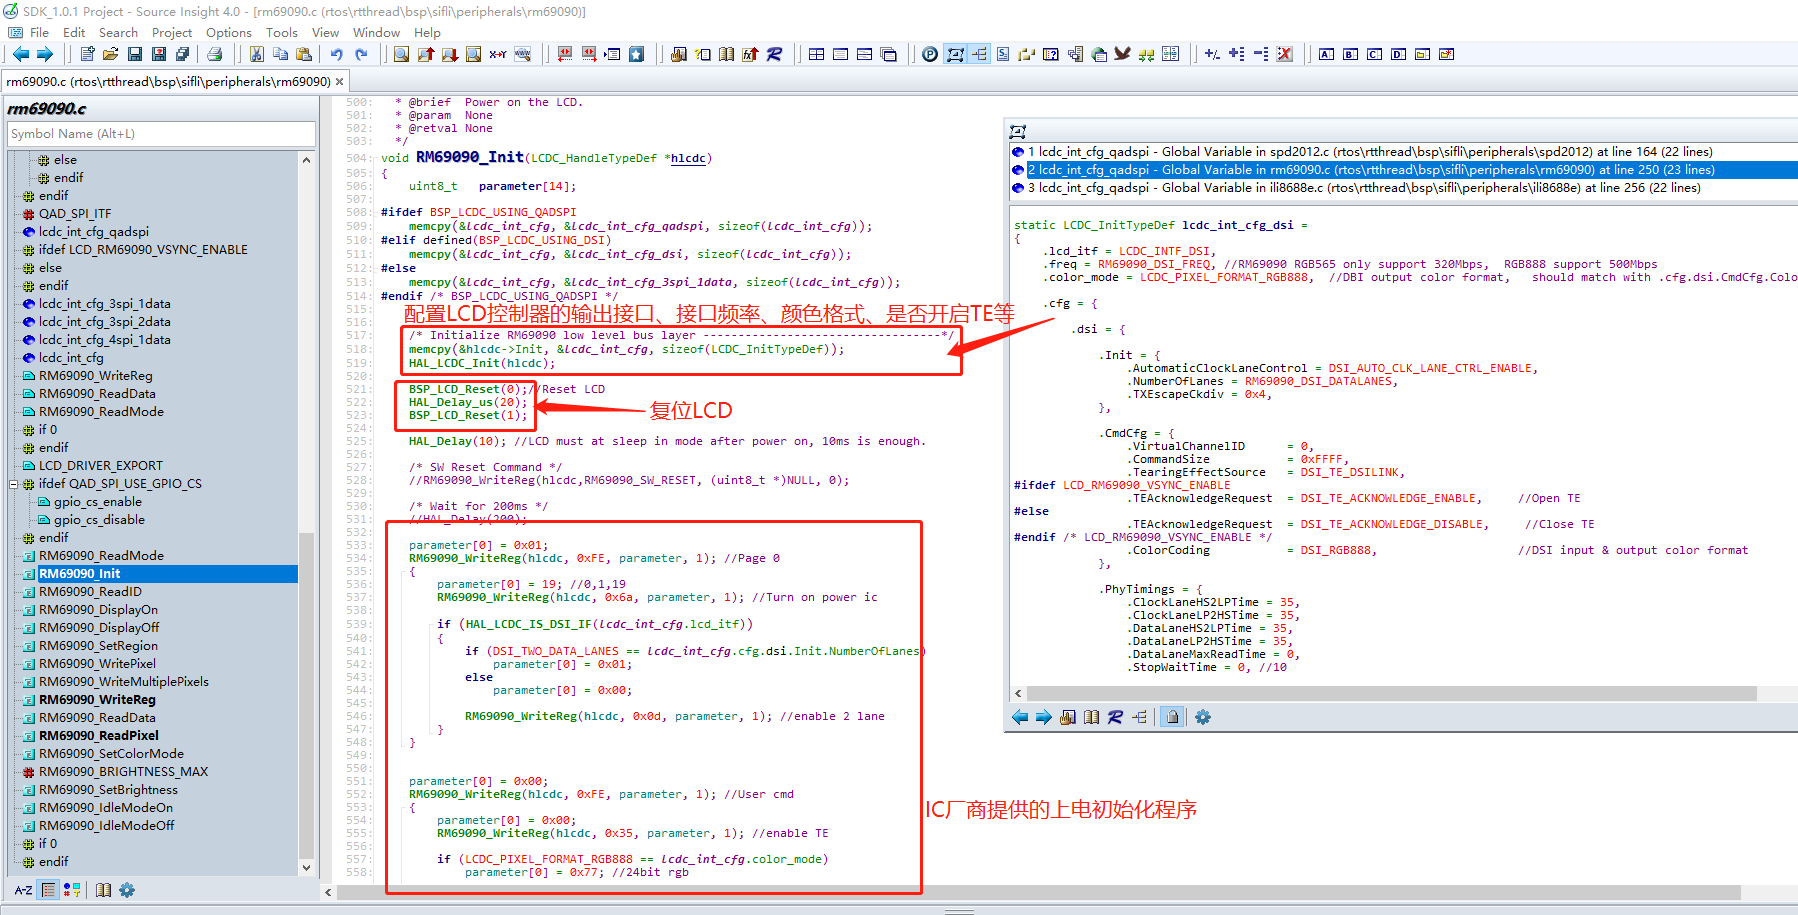 SDK_1.0.1 Project - Source Insight 4.0 - [rm69090.c (rtos\rtthread\bsp\sifli\peripherals\rm69090)]
File Edit Search Project Options Tools View Window Help
rm69090.c (rtos\rtthread\bsp\sifli\peripherals\rm69090) ×
rm69090.c
Symbol Name (Alt+L)
else
endif
endif
QAD_SPI_ITF
lcdc_int_cfg_qadspi
ifdef LCD_RM69090_VSYNC_ENABLE
else
endif
lcdc_int_cfg_3spi_1data
lcdc_int_cfg_3spi_2data
lcdc_int_cfg_4spi_1data
lcdc_int_cfg
RM69090_WriteReg
RM69090_ReadData
RM69090_ReadMode
if 0
endif
LCD_DRIVER_EXPORT
ifdef QAD_SPI_USE_GPIO_CS
gpio_cs_enable
gpio_cs_disable
endif
RM69090_ReadMode
RM69090_Init
RM69090_ReadID
RM69090_DisplayOn
RM69090_DisplayOff
RM69090_SetRegion
RM69090_WritePixel
RM69090_WriteMultiplePixels
RM69090_WriteReg
RM69090_ReadData
RM69090_ReadPixel
RM69090_SetColorMode
RM69090_BRIGHTNESS_MAX
RM69090_SetBrightness
RM69090_IdleModeOn
RM69090_IdleModeOff
if 0
endif
A-Z
500: * @brief Power on the LCD.
501: * @param None
502: * @retval None
503: */
504: void RM69090_Init(LCDC_HandleTypeDef *hlcdc)
505: {
506: uint8_t parameter[14];
507:
508: #ifdef BSP_LCDC_USING_QADSPI
509: memcpy(&lcdc_int_cfg, &lcdc_int_cfg_qadspi, sizeof(lcdc_int_cfg));
510: #elif defined(BSP_LCDC_USING_DSI)
511: memcpy(&lcdc_int_cfg, &lcdc_int_cfg_dsi, sizeof(lcdc_int_cfg));
512: #else
513: memcpy(&lcdc_int_cfg, &lcdc_int_cfg_3spi_1data, sizeof(lcdc_int_cfg));
514: #endif /* BSP_LCDC_USING_QADSPI */
515:
配置LCD控制器的输出接口、接口频率、颜色格式、是否开启TE等
516:
517: /* Initialize RM69090 low level bus layer ----------------------------------*/
518: memcpy(&hlcdc->Init, &lcdc_int_cfg, sizeof(LCDC_InitTypeDef));
519: HAL_LCDC_Init(hlcdc);
520:
521: BSP_LCD_Reset(0);//Reset LCD
522: HAL_Delay_us(20);
523: BSP_LCD_Reset(1);
复位LCD
524:
525: HAL_Delay(10); //LCD must at sleep in mode after power on, 10ms is enough.
526:
527: /* SW Reset Command */
528: //RM69090_WriteReg(hlcdc,RM69090_SW_RESET, (uint8_t *)NULL, 0);
529:
530: /* Wait for 200ms */
531: //HAL_Delay(200);
532:
533: parameter[0] = 0x01;
534: RM69090_WriteReg(hlcdc, 0xFE, parameter, 1); //Page 0
535: {
536: parameter[0] = 19; //0,1,19
537: RM69090_WriteReg(hlcdc, 0x6a, parameter, 1); //Turn on power ic
538:
539: if (HAL_LCDC_IS_DSI_IF(lcdc_int_cfg.lcd_itf))
540: {
541: if (DSI_TWO_DATA_LANES == lcdc_int_cfg.cfg.dsi.Init.NumberOfLanes)
542: parameter[0] = 0x01;
543: else
544: parameter[0] = 0x00;
545:
546: RM69090_WriteReg(hlcdc, 0x0d, parameter, 1); //enable 2 lane
547: }
548: }
549:
550:
551: parameter[0] = 0x00;
552: RM69090_WriteReg(hlcdc, 0xFE, parameter, 1); //User cmd
553: {
IC厂商提供的上电初始化程序
554: parameter[0] = 0x00;
555: RM69090_WriteReg(hlcdc, 0x35, parameter, 1); //enable TE
556:
557: if (LCDC_PIXEL_FORMAT_RGB888 == lcdc_int_cfg.color_mode)
558: parameter[0] = 0x77; //24bit rgb
1 lcdc_int_cfg_qadspi - Global Variable in spd2012.c (rtos\rtthread\bsp\sifli\peripherals\spd2012) at line 164 (22 lines)
2 lcdc_int_cfg_qadspi - Global Variable in rm69090.c (rtos\rtthread\bsp\sifli\peripherals\rm69090) at line 250 (23 lines)
3 lcdc_int_cfg_qadspi - Global Variable in ili8688e.c (rtos\rtthread\bsp\sifli\peripherals\ili8688e) at line 256 (22 lines)
static LCDC_InitTypeDef lcdc_int_cfg_dsi =
{
.lcd_itf = LCDC_INTF_DSI,
.freq = RM69090_DSI_FREQ, //RM69090 RGB565 only support 320Mbps, RGB888 support 500Mbps
.color_mode = LCDC_PIXEL_FORMAT_RGB888, //DBI output color format, should match with .cfg.dsi.CmdCfg.Colo
.cfg = {
.dsi = {
.Init = {
.AutomaticClockLaneControl = DSI_AUTO_CLK_LANE_CTRL_ENABLE,
.NumberOfLanes = RM69090_DSI_DATALANES,
.TXEscapeCkdiv = 0x4,
},
.CmdCfg = {
.VirtualChannelID = 0,
.CommandSize = 0xFFFF,
.TearingEffectSource = DSI_TE_DSILINK,
#ifdef LCD_RM69090_VSYNC_ENABLE
.TEAcknowledgeRequest = DSI_TE_ACKNOWLEDGE_ENABLE, //Open TE
#else
.TEAcknowledgeRequest = DSI_TE_ACKNOWLEDGE_DISABLE, //Close TE
#endif /* LCD_RM69090_VSYNC_ENABLE */
.ColorCoding = DSI_RGB888, //DSI input & output color format
},
.PhyTimings = {
.ClockLaneHS2LPTime = 35,
.ClockLaneLP2HSTime = 35,
.DataLaneHS2LPTime = 35,
.DataLaneLP2HSTime = 35,
.DataLaneMaxReadTime = 0,
.StopWaitTime = 0, //10